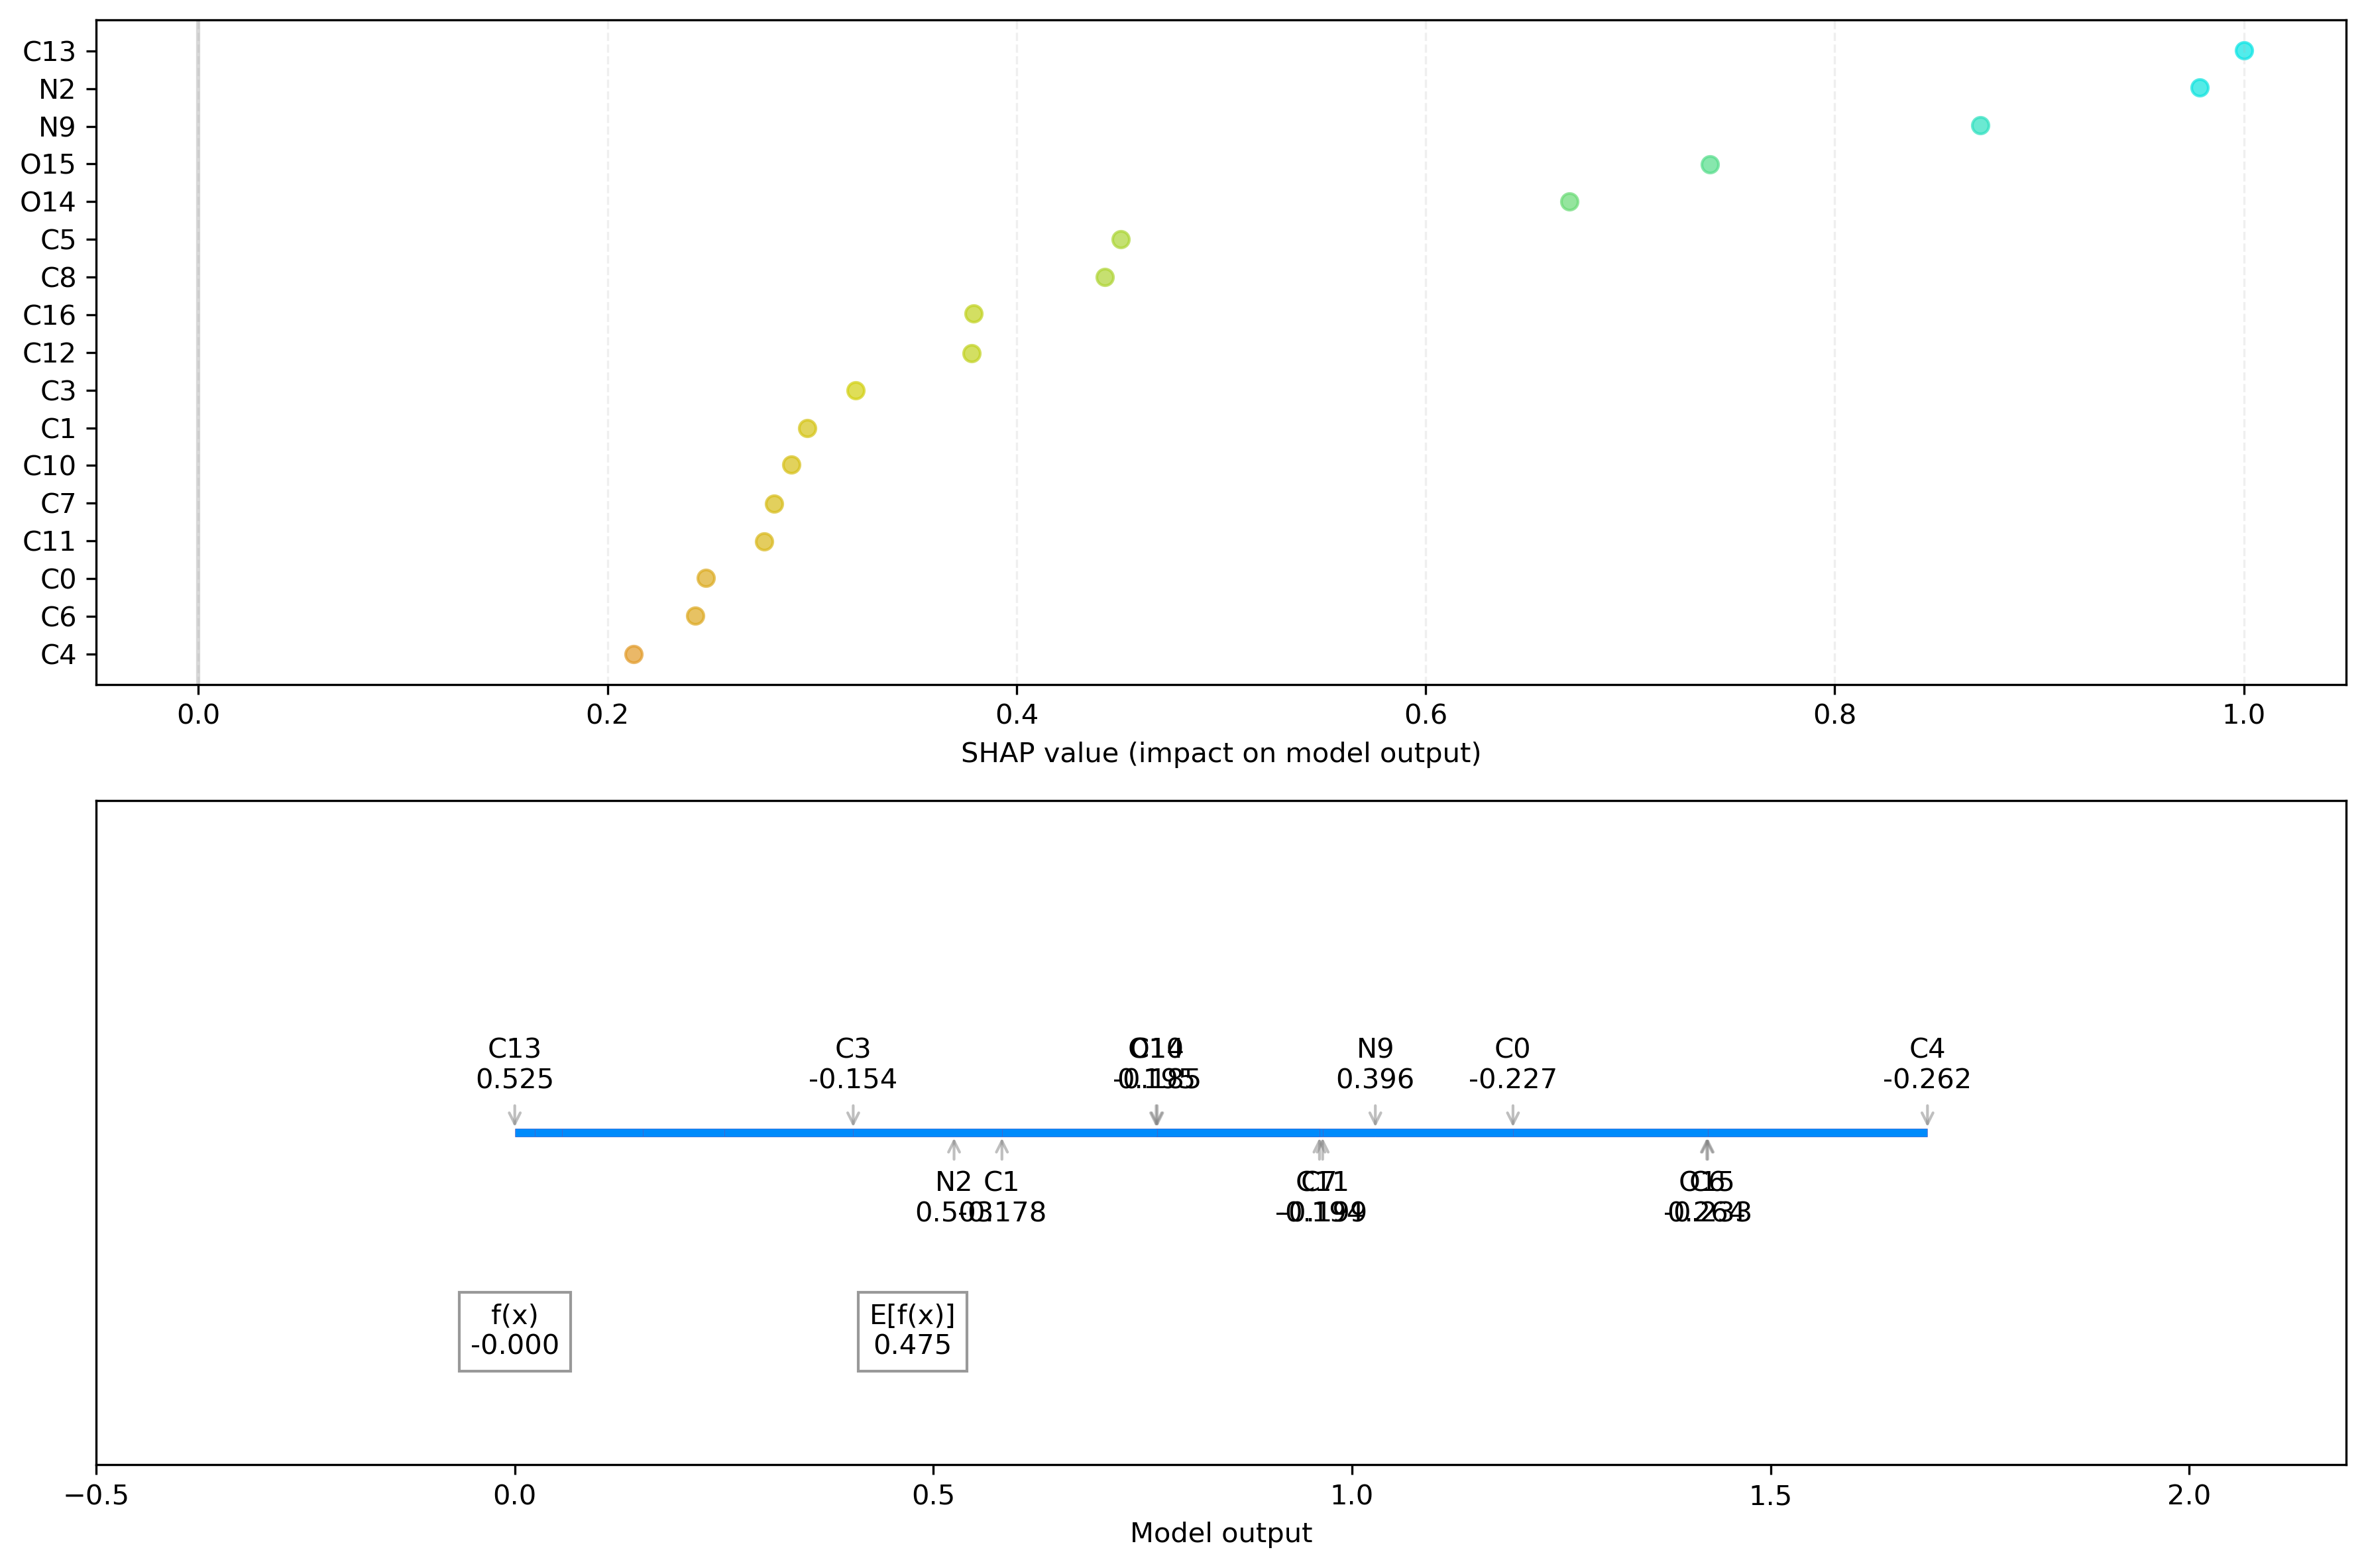 C13
N2
N9
O15
O14
C5
C8
C16
C12
C3
C1
C10
C7
C11
C0
C6
C4
0.0 0.2 0.4 0.6 0.8 1.0
SHAP value (impact on model output)
C13 C3 N9 C0 C4
0.525 -0.154 0.396 -0.227 -0.262
N2 C1
f(x) E[f(x)]
-0.000 0.475
−0.5 0.0 0.5 1.0 1.5 2.0
Model output